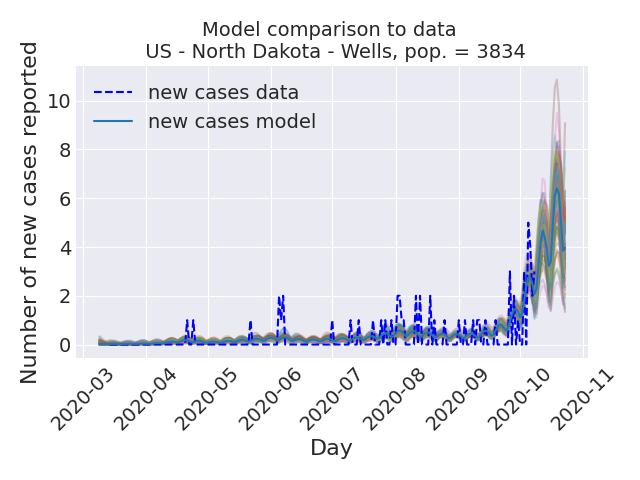 Model comparison to data
US - North Dakota - Wells, pop. = 3834
Number of new cases reported
10
8
6
4
2
0
new cases data
new cases model
2020-03
2020-04
2020-05
2020-06
2020-07
2020-08
2020-09
2020-10
2020-11
Day